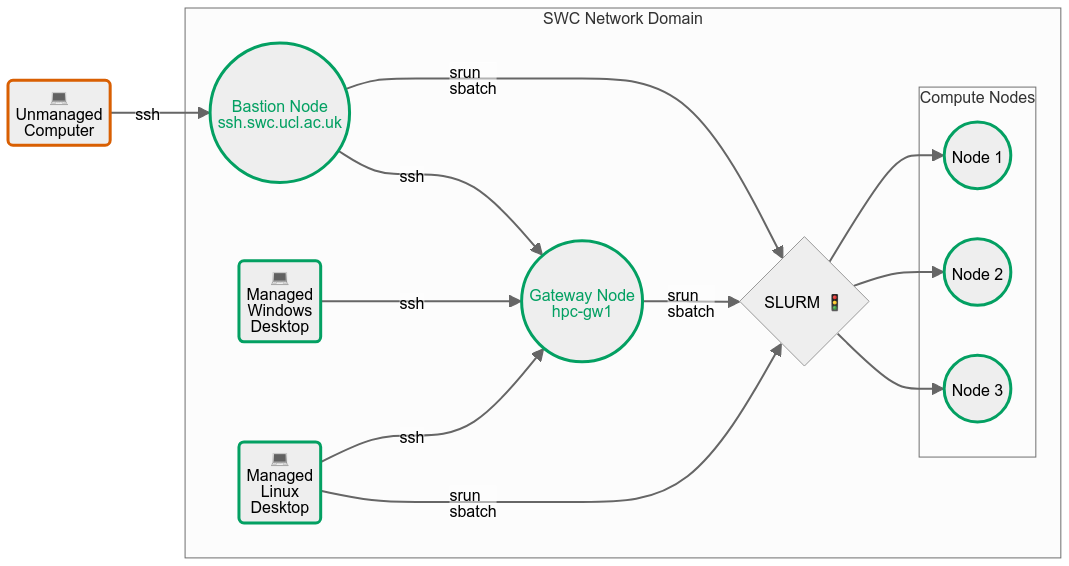 SWC Network Domain
Unmanaged
Computer
ssh
Bastion Node
ssh.swc.ucl.ac.uk
srun
sbatch
ssh
Managed
Windows
Desktop
ssh
Gateway Node
hpc-gw1
srun
sbatch
SLURM 🚦
Managed
Linux
Desktop
ssh
srun
sbatch
Compute Nodes
Node 1
Node 2
Node 3